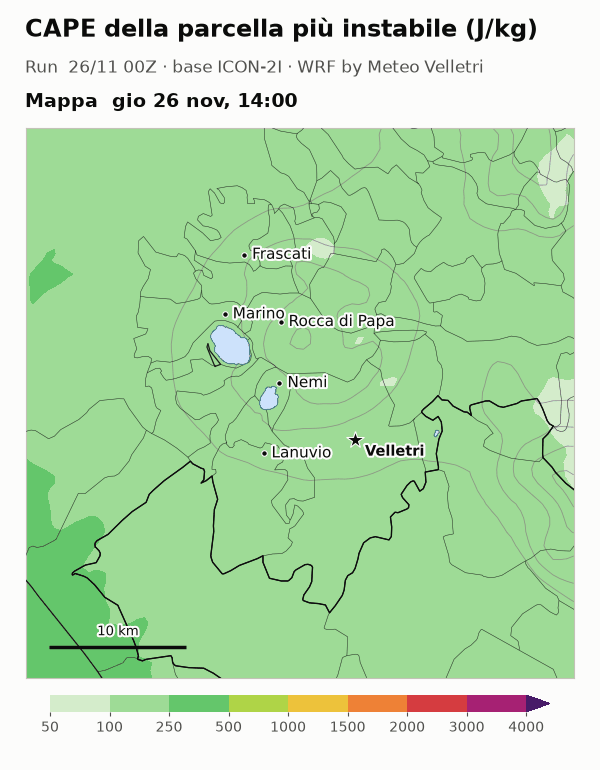 CAPE della parcella più instabile (J/kg)
Run  26/11 00Z · base ICON-2I · WRF by Meteo Velletri
Mappa  gio 26 nov, 14:00
Frascati
Marino
Rocca di Papa
Nemi
Lanuvio
Velletri
10 km
50 100 250 500 1000 1500 2000 3000 4000